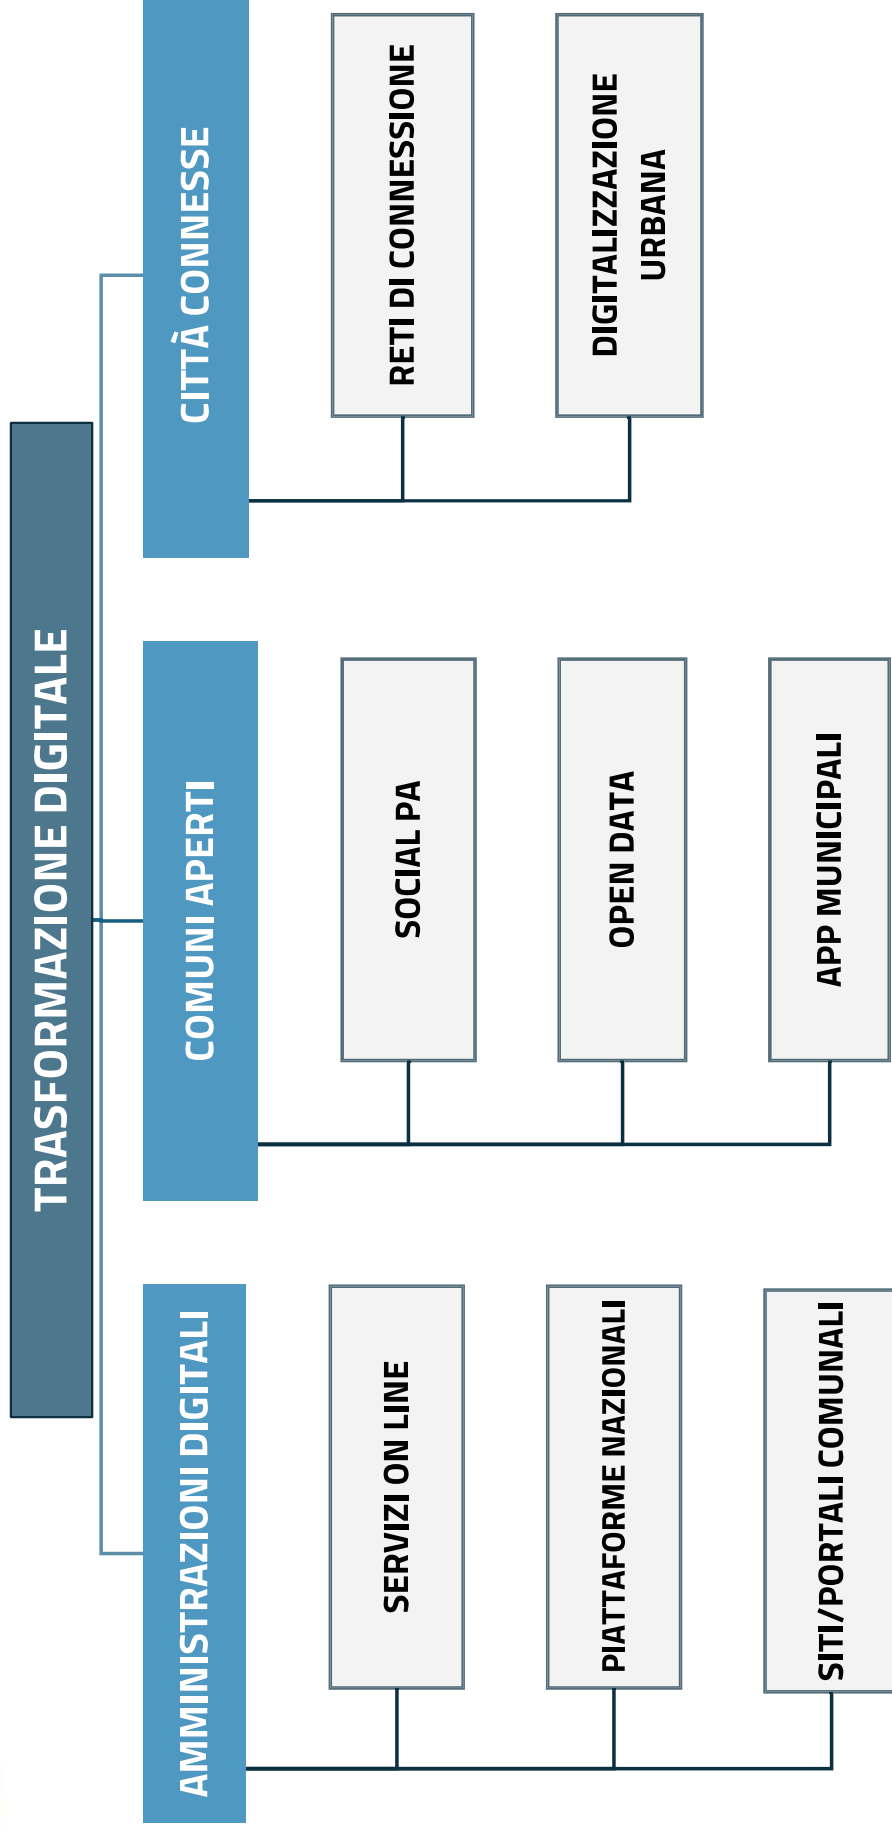 TRASFORMAZIONE DIGITALE
AMMINISTRAZIONI DIGITALI
SERVIZI ON LINE
PIATTAFORME NAZIONALI
SITI/PORTALI COMUNALI
COMUNI APERTI
SOCIAL PA
OPEN DATA
APP MUNICIPALI
CITTÀ CONNESSE
RETI DI CONNESSIONE
DIGITALIZZAZIONE
URBANA